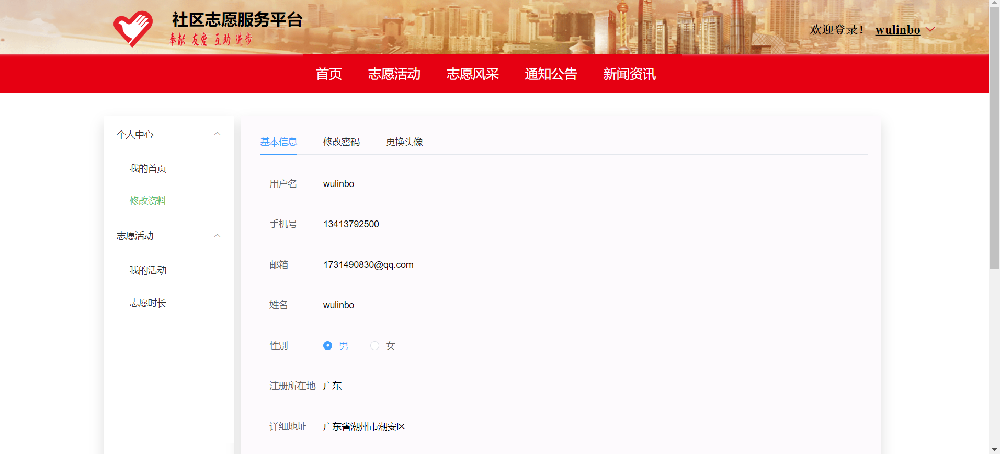 社区志愿服务平台
奉献 友爱 互助 进步
欢迎登录！ wulinbo
首页 志愿活动 志愿风采 通知公告 新闻资讯
个人中心
我的首页
修改资料
志愿活动
我的活动
志愿时长
基本信息 修改密码 更换头像
用户名 wulinbo
手机号 13413792500
邮箱 1731490830@qq.com
姓名 wulinbo
性别 男 女
注册所在地 广东
详细地址 广东省潮州市潮安区